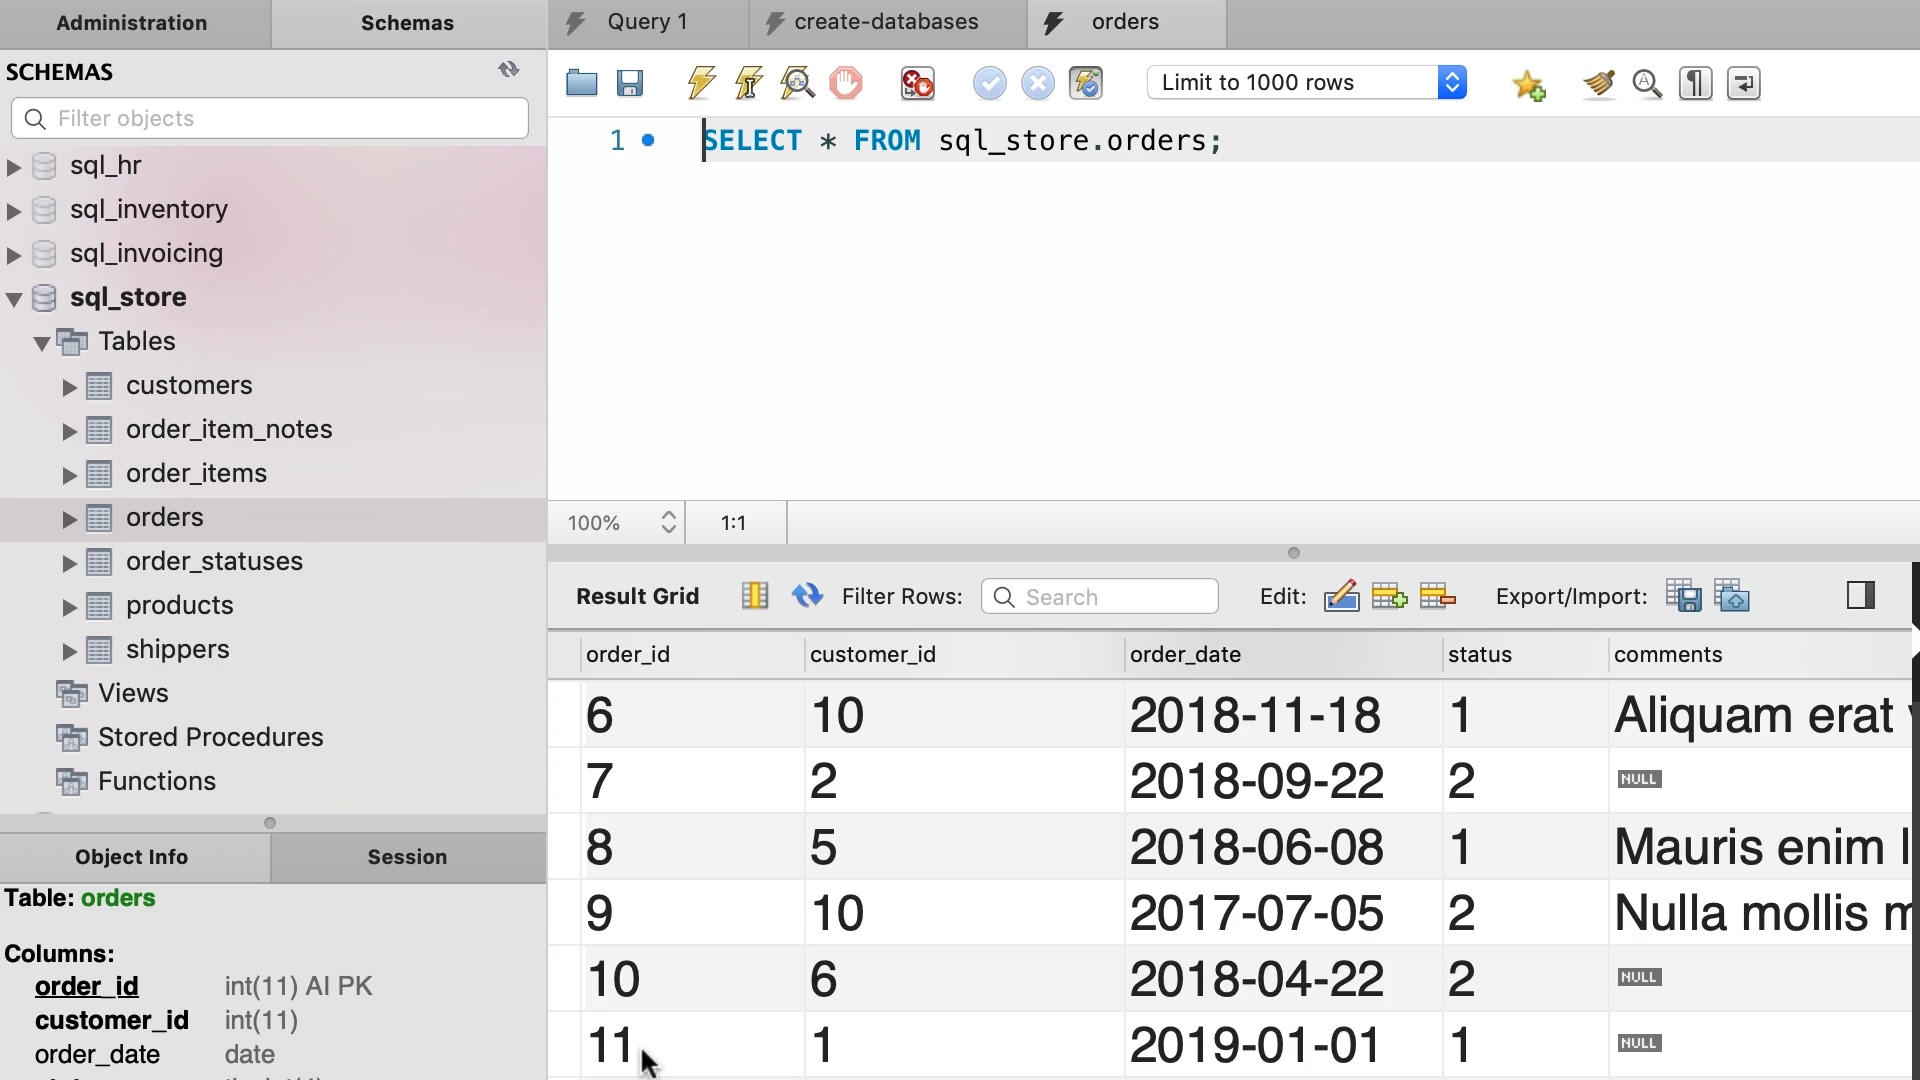 Administration
Schemas
Query 1
create-databases
orders
SCHEMAS
Filter objects
Limit to 1000 rows
1 SELECT * FROM sql_store.orders;
sql_hr
sql_inventory
sql_invoicing
sql_store
Tables
customers
order_item_notes
order_items
orders
order_statuses
products
shippers
Views
Stored Procedures
Functions
100%
1:1
Result Grid
Filter Rows:
Search
Edit:
Export/Import:
order_id customer_id order_date status comments
6 10 2018-11-18 1 Aliquam erat
7 2 2018-09-22 2 NULL
8 5 2018-06-08 1 Mauris enim
9 10 2017-07-05 2 Nulla mollis
10 6 2018-04-22 2 NULL
11 1 2019-01-01 1 NULL
Object Info
Session
Table: orders
Columns:
order_id int(11) AI PK
customer_id int(11)
order_date date